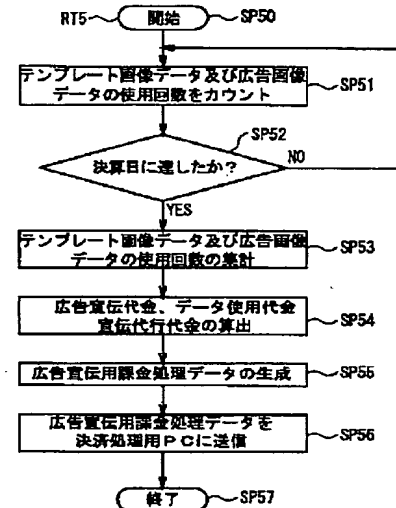 RT5 開始 SP50
テンプレート画像データ及び広告画像
データの使用回数をカウント SP51
SP52
決算日に達したか? NO
YES
テンプレート画像データ及び広告画像
データの使用回数の集計 SP53
広告宣伝代金、データ使用代金
宣伝代行代金の算出 SP54
広告宣伝用課金処理データの生成 SP55
広告宣伝用課金処理データを
決済処理用PCに送信 SP56
終了 SP57